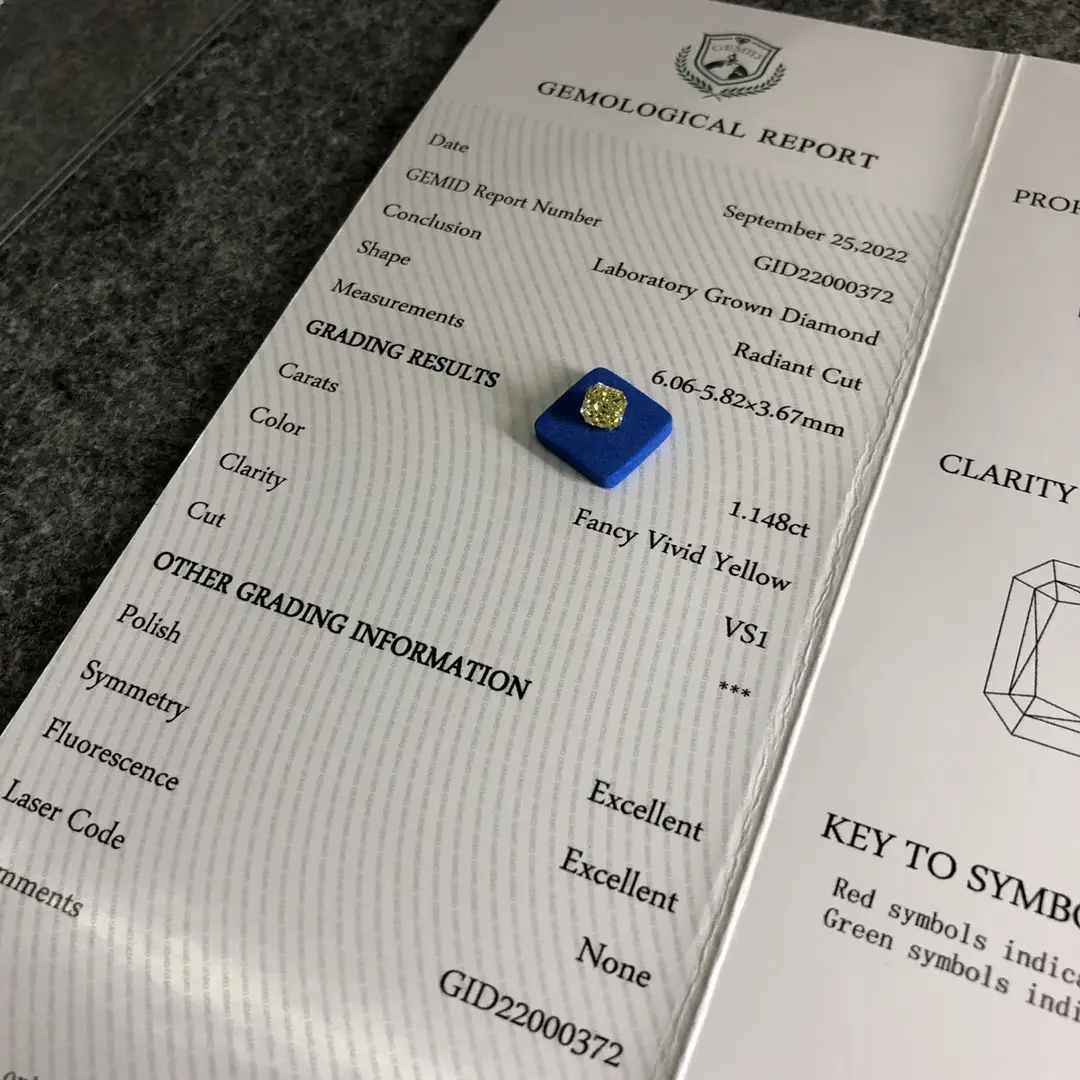 GEMID
GEMOLOGICAL REPORT
Date
September 25,2022
GEMID Report Number
GID22000372
Conclusion
Laboratory Grown Diamond
Shape
Radiant Cut
Measurements
6.06-5.82×3.67mm
GRADING RESULTS
Carats
1.148ct
Color
Fancy Vivid Yellow
Clarity
VS1
Cut
***
OTHER GRADING INFORMATION
Polish
Excellent
Symmetry
Excellent
Fluorescence
None
Laser Code
GID22000372
mments
CLARITY
KEY TO SYMBO
Red symbols indica
Green symbols indi